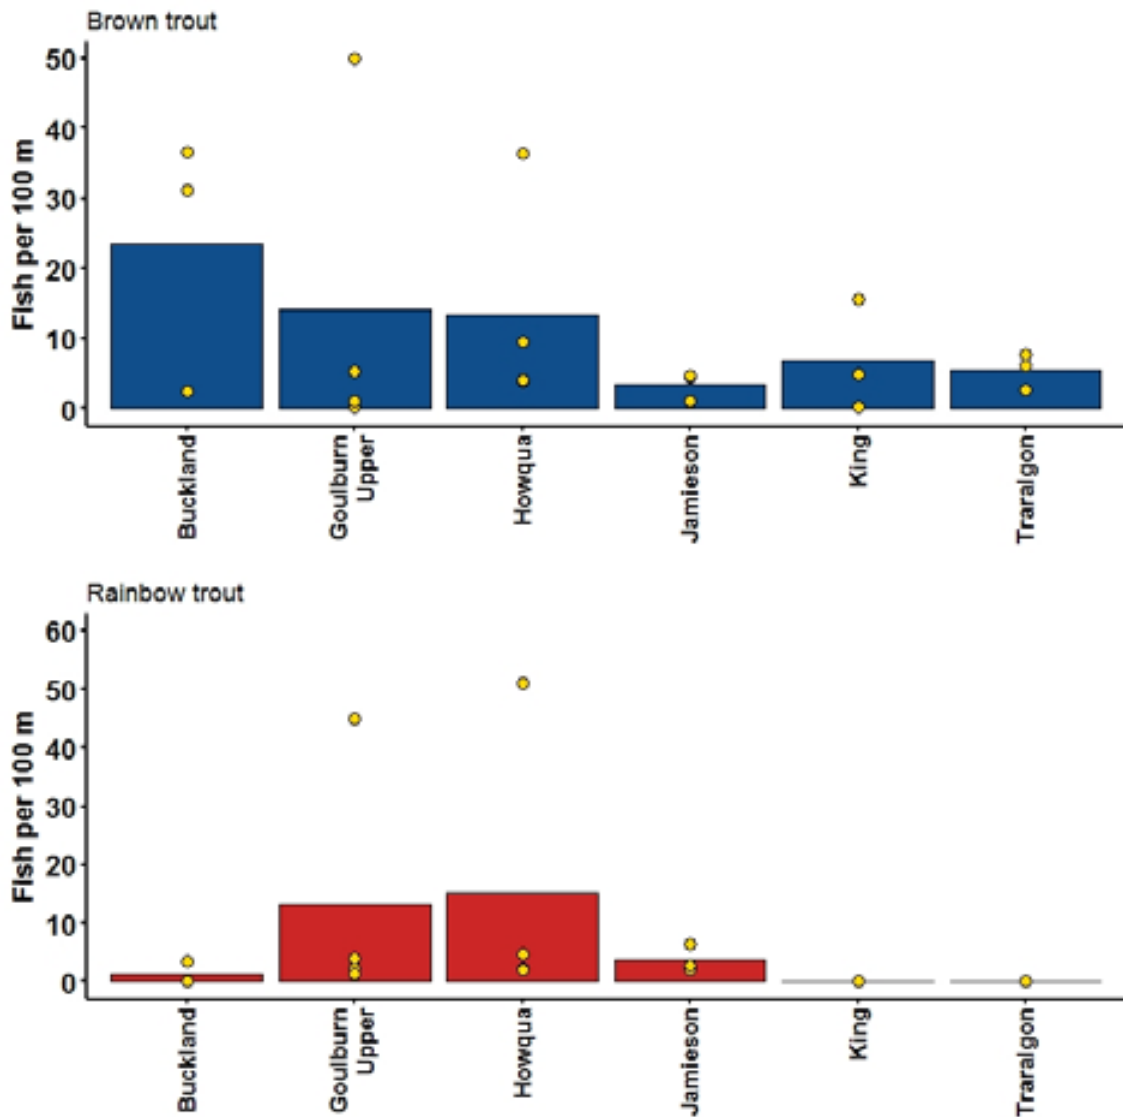 Brown trout
50
40
30
20
10
0
Fish per 100 m
Buckland
Goulburn
Upper
Howqua
Jamieson
King
Traralgon
Rainbow trout
60
50
40
30
20
10
0
Fish per 100 m
Buckland
Goulburn
Upper
Howqua
Jamieson
King
Traralgon